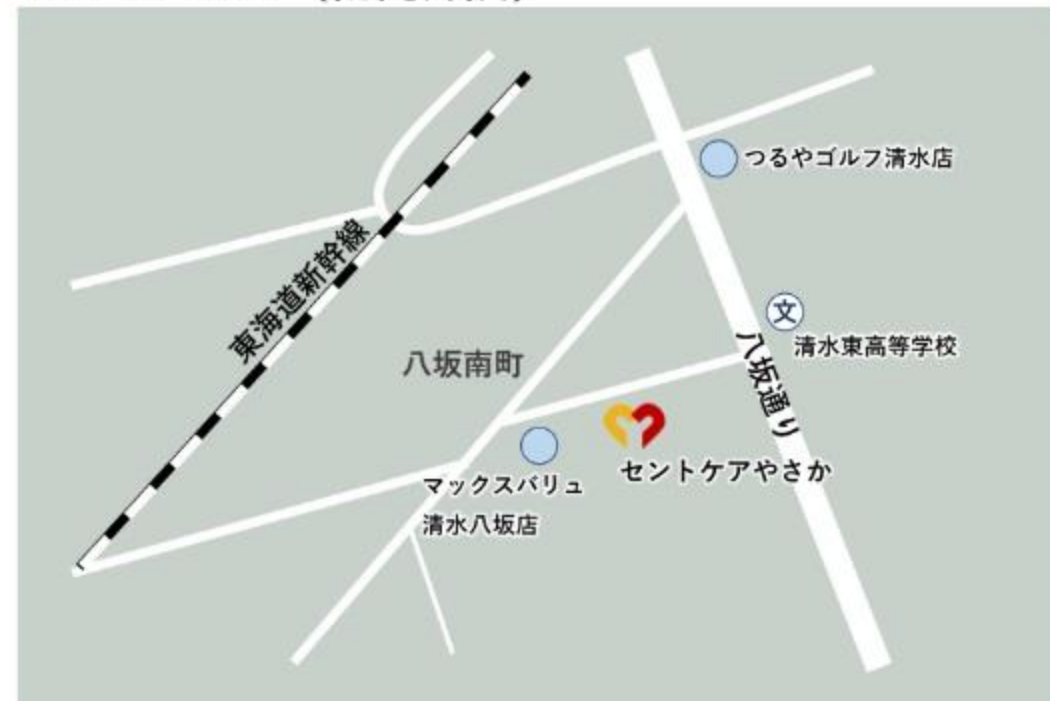 つるやゴルフ清水店
東海道新幹線
文
清水東高等学校
八坂南町
八坂通り
セントケアやさか
マックスバリュ
清水八坂店